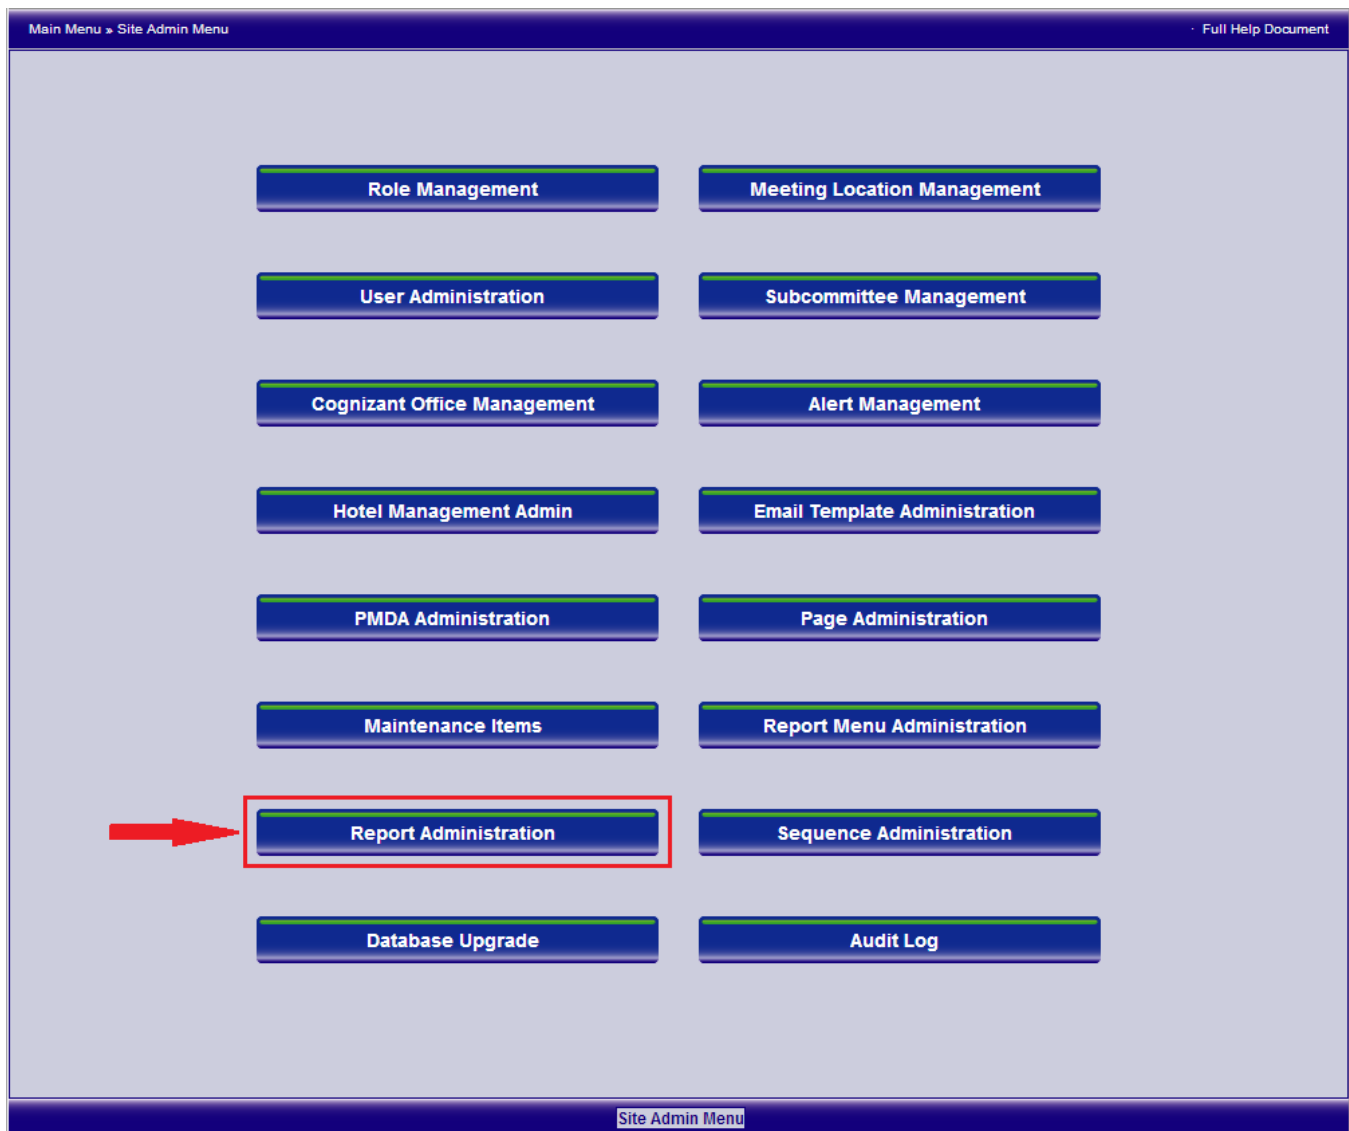 Main Menu » Site Admin Menu
· Full Help Document
Role Management
Meeting Location Management
User Administration
Subcommittee Management
Cognizant Office Management
Alert Management
Hotel Management Admin
Email Template Administration
PMDA Administration
Page Administration
Maintenance Items
Report Menu Administration
Report Administration
Sequence Administration
Database Upgrade
Audit Log
Site Admin Menu